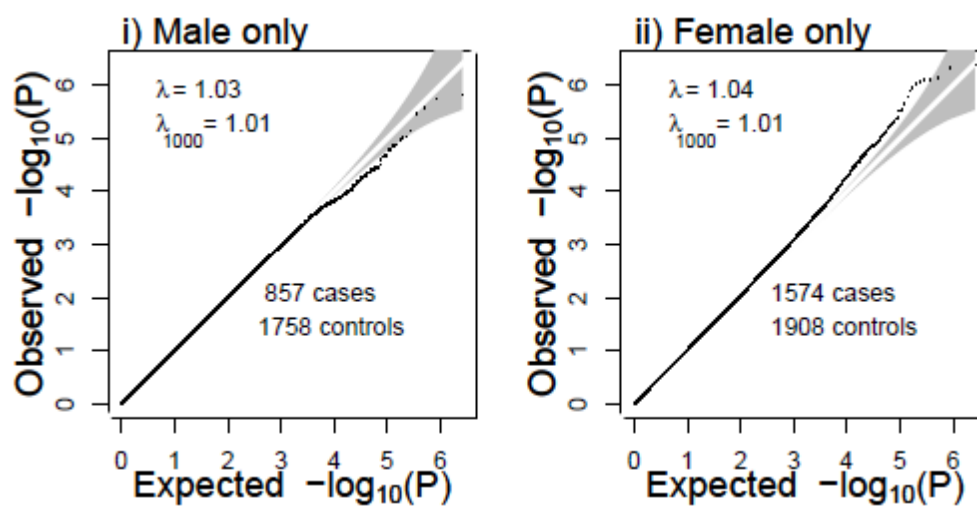 i) Male only
λ = 1.03
λ1000 = 1.01
857 cases
1758 controls
Observed −log10(P)
0 1 2 3 4 5 6
0 1 2 3 4 5 6
Expected −log10(P)
ii) Female only
λ = 1.04
λ1000 = 1.01
1574 cases
1908 controls
Observed −log10(P)
0 1 2 3 4 5 6
0 1 2 3 4 5 6
Expected −log10(P)